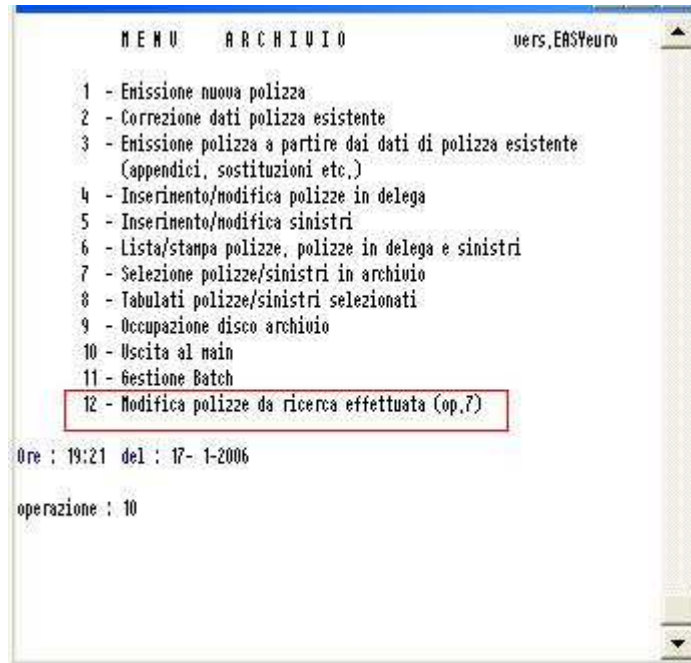 MENU ARCHIVIO vers,EASYeuro
1 - Emissione nuova polizza
2 - Correzione dati polizza esistente
3 - Emissione polizza a partire dai dati di polizza esistente
(appendici, sostituzioni etc,)
4 - Inserimento/modifica polizze in delega
5 - Inserimento/modifica sinistri
6 - Lista/stampa polizze, polizze in delega e sinistri
7 - Selezione polizze/sinistri in archivio
8 - Tabulati polizze/sinistri selezionati
9 - Occupazione disco archivio
10 - Uscita al main
11 - Gestione Batch
12 - Modifica polizze da ricerca effettuata (op,7)
Ore : 19:21 del : 17- 1-2006
operazione : 10